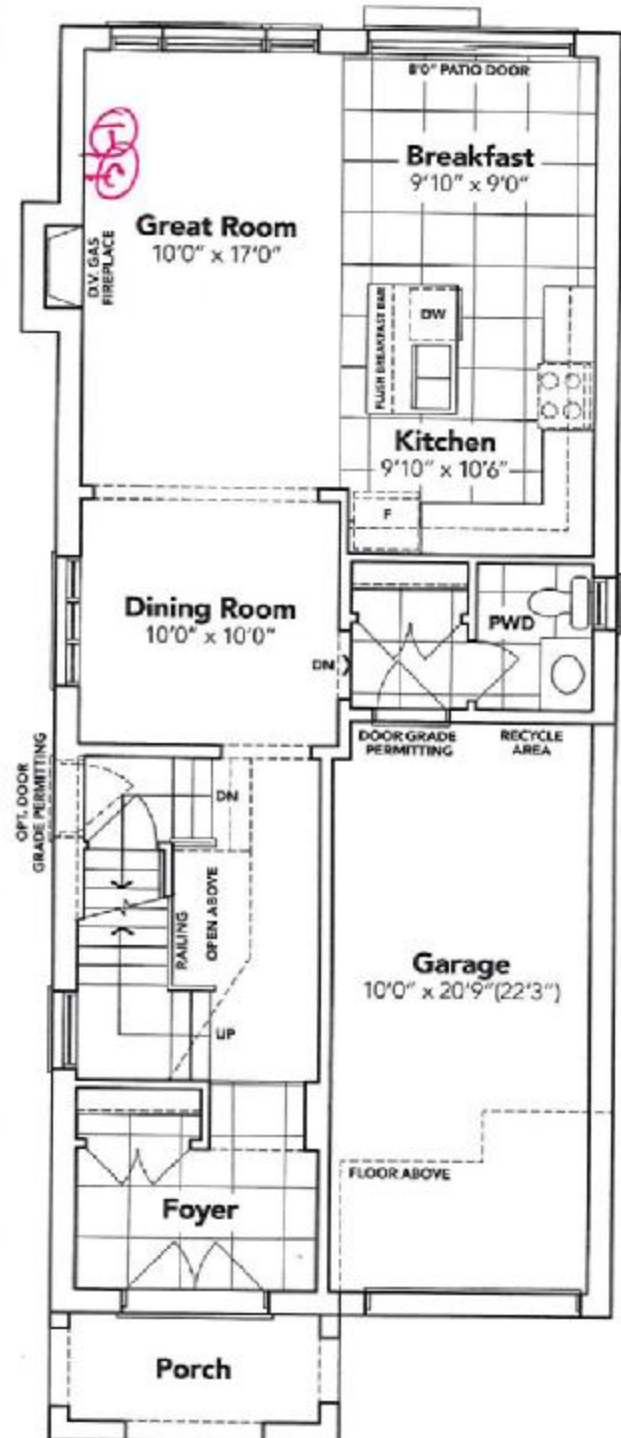 8'0" PATIO DOOR
Breakfast
9'10" x 9'0"
Great Room
10'0" x 17'0"
D.V. GAS
FIREPLACE
FLUSH BREAKFAST BAR
DW
Kitchen
9'10" x 10'6"
F
Dining Room
10'0" x 10'0"
PWD
DN
DOOR GRADE
PERMITTING
RECYCLE
AREA
OPT. DOOR
GRADE PERMITTING
DN
RAILING
OPEN ABOVE
UP
Garage
10'0" x 20'9"(22'3")
FLOOR ABOVE
Foyer
Porch